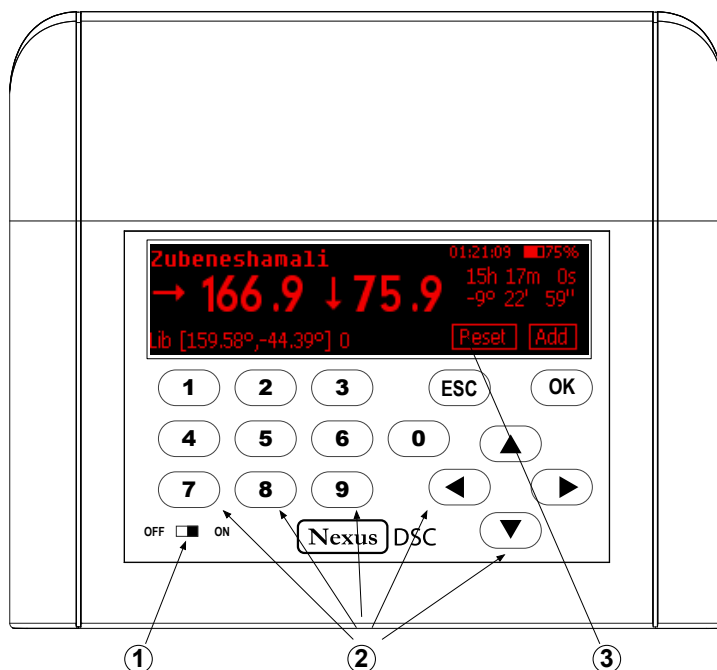 Zubeneshamali
01:21:09 75%
→ 166.9 ↓75.9
15h 17m 0s
-9º 22' 59"
Lib [159.58º,-44.39º] 0
Peset Add
1 2 3 ESC OK
4 5 6 0
7 8 9
OFF ON
Nexus DSC
1 2 3